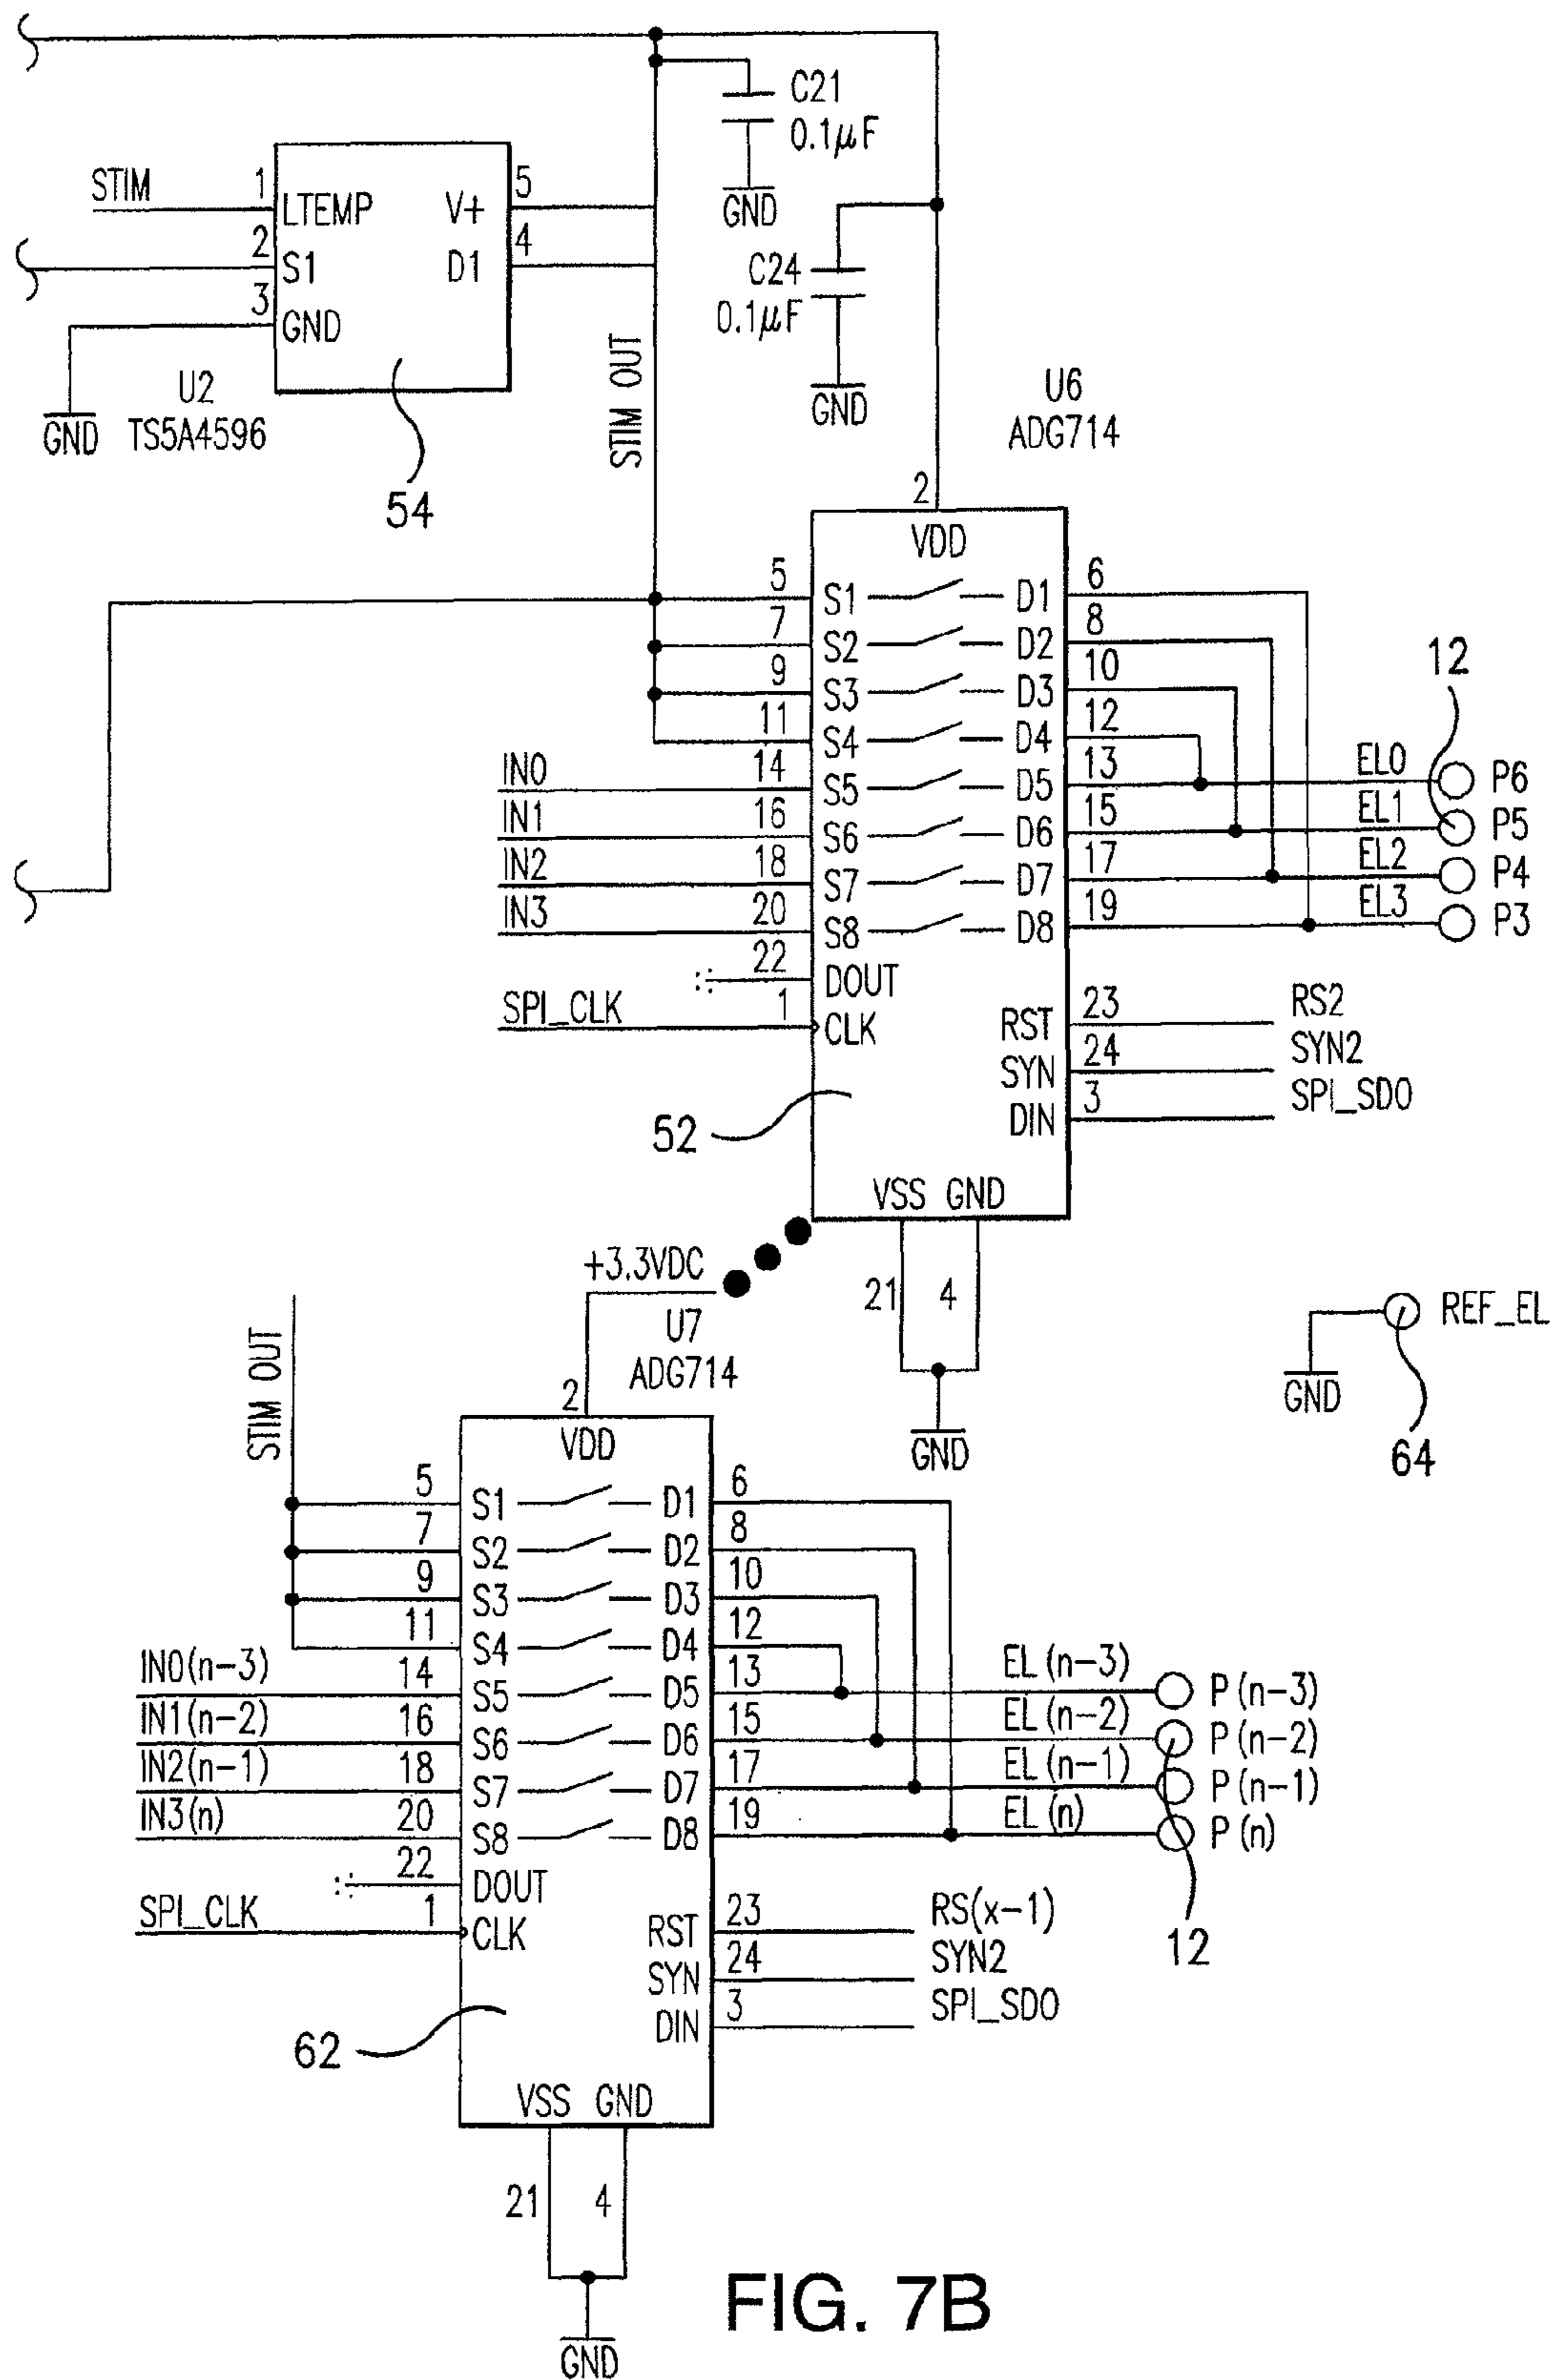 C21
0.1µF
GND
STIM
1
LTEMP
V+
5
2
S1
D1
4
3
GND
GND
U2
TS5A4596
54
C24
0.1µF
GND
STIM OUT
U6
ADG714
2
VDD
5 S1 D1 6
7 S2 D2 8
9 S3 D3 10
11 S4 D4 12
IN0 14 S5 D5 13 EL0 P6
IN1 16 S6 D6 15 EL1 P5
IN2 18 S7 D7 17 EL2 P4
IN3 20 S8 D8 19 EL3 P3
12
22 DOUT
SPI_CLK 1 CLK
RST 23 RS2
SYN 24 SYN2
DIN 3 SPI_SDO
52
VSS GND
21 4
GND
REF_EL
GND
64
+3.3VDC
U7
ADG714
STIM OUT
2
VDD
5 S1 D1 6
7 S2 D2 8
9 S3 D3 10
11 S4 D4 12
IN0(n-3) 14 S5 D5 13 EL(n-3) P(n-3)
IN1(n-2) 16 S6 D6 15 EL(n-2) P(n-2)
IN2(n-1) 18 S7 D7 17 EL(n-1) P(n-1)
IN3(n) 20 S8 D8 19 EL(n) P(n)
12
22 DOUT
SPI_CLK 1 CLK
RST 23 RS(x-1)
SYN 24 SYN2
DIN 3 SPI_SDO
62
VSS GND
21 4
GND
FIG. 7B